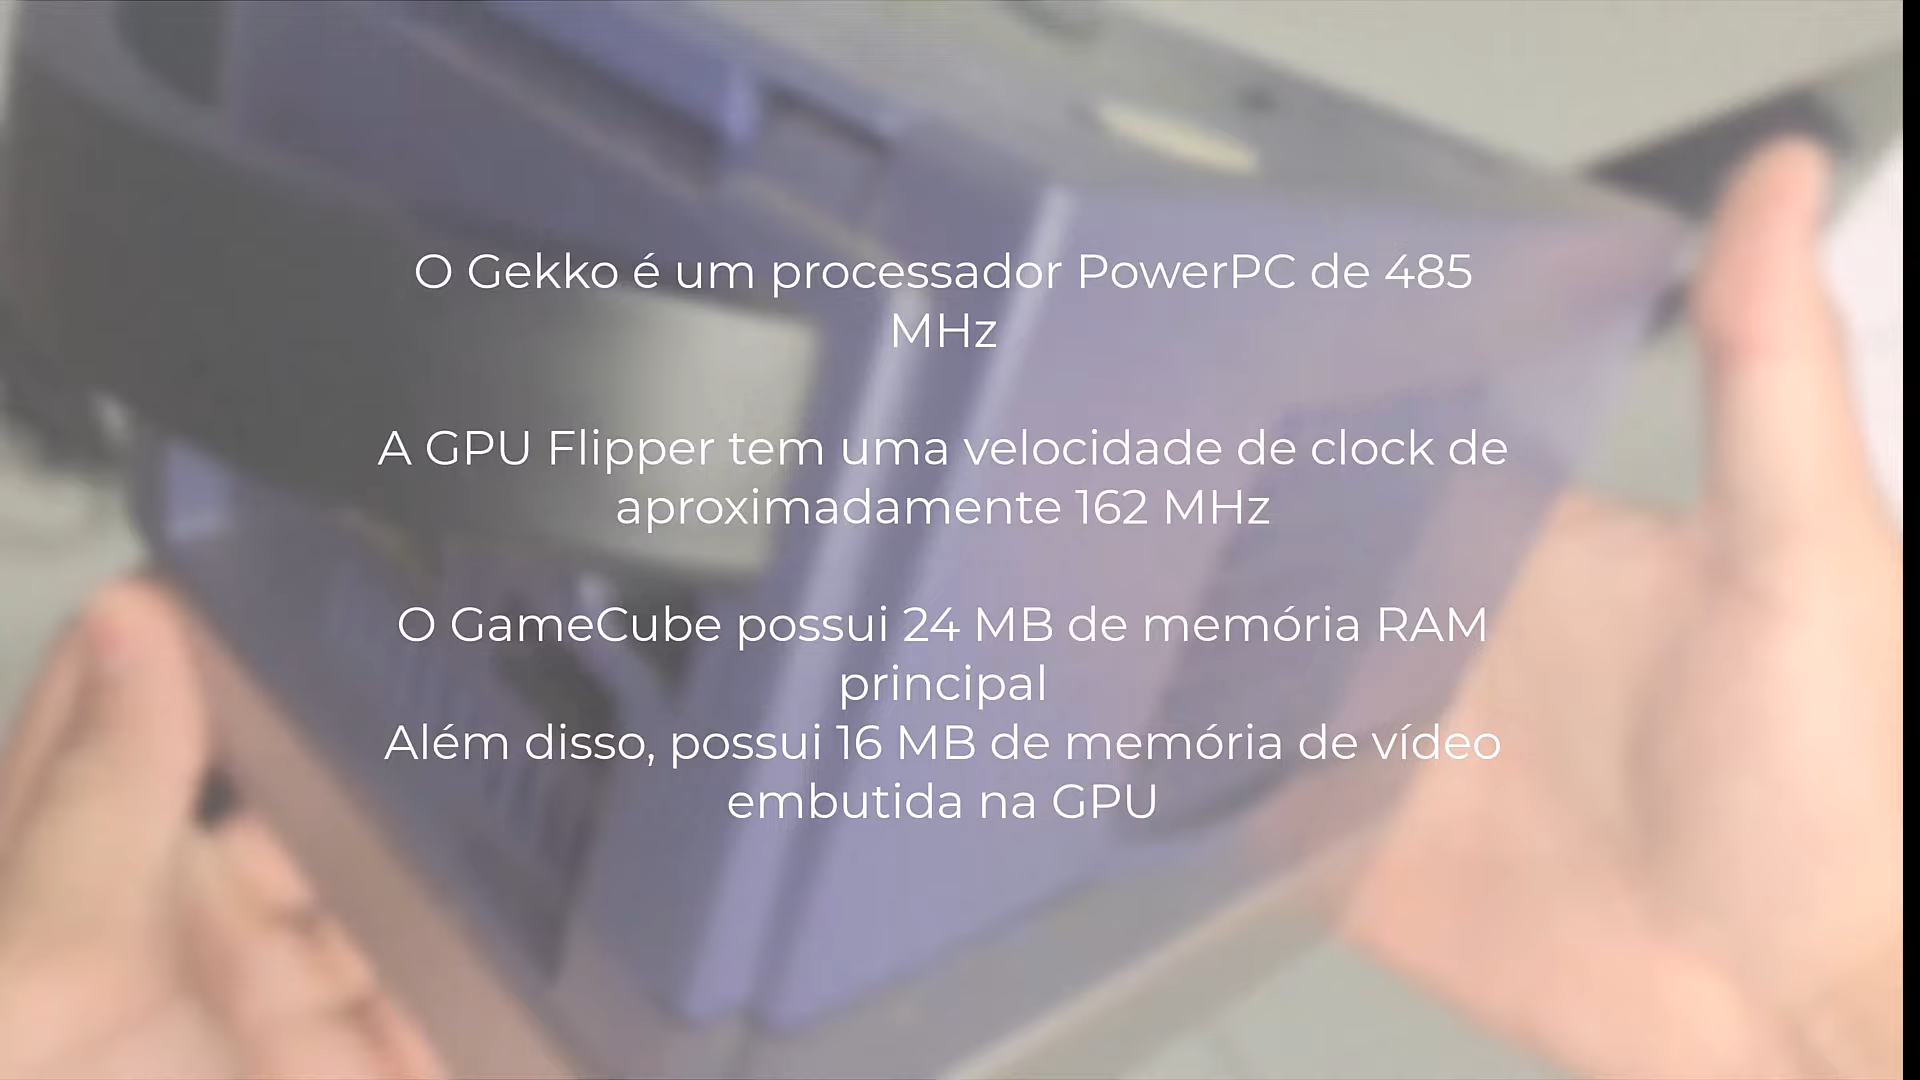 O Gekko é um processador PowerPC de 485
MHz
A GPU Flipper tem uma velocidade de clock de
aproximadamente 162 MHz
O GameCube possui 24 MB de memória RAM
principal
Além disso, possui 16 MB de memória de vídeo
embutida na GPU